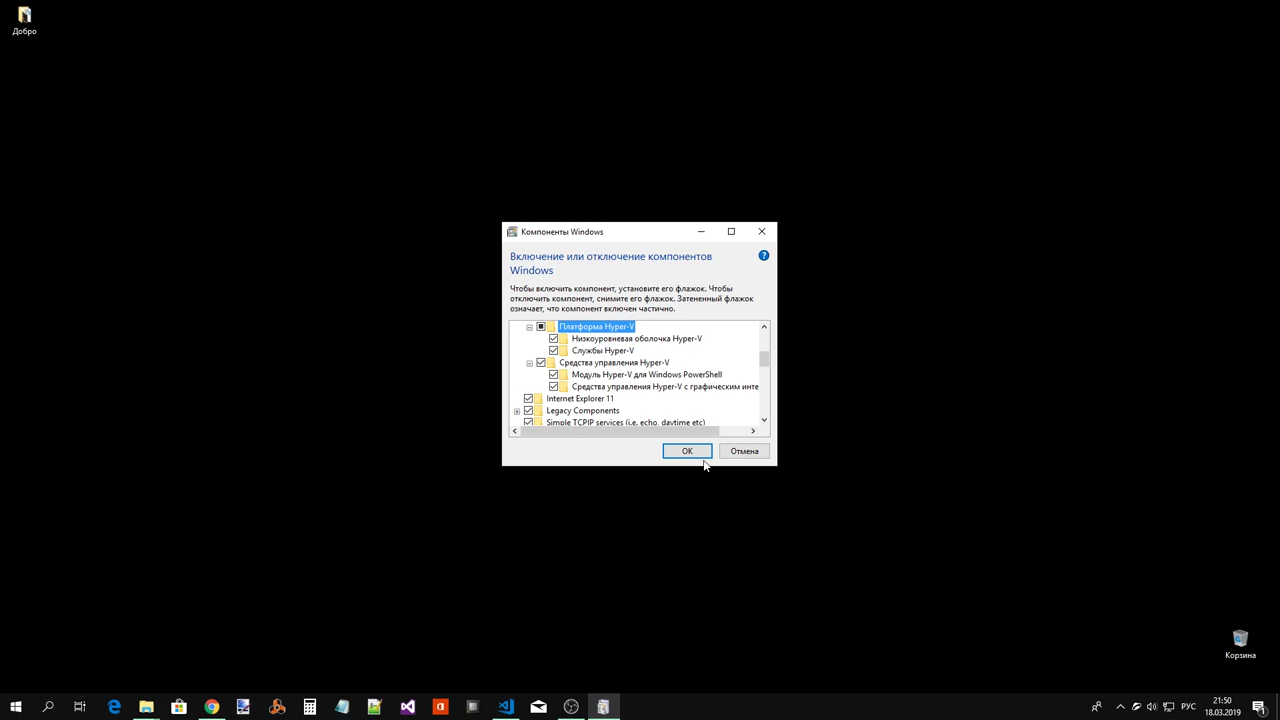 Добро
Компоненты Windows
Включение или отключение компонентов
Windows
Чтобы включить компонент, установите его флажок. Чтобы
отключить компонент, снимите его флажок. Затененный флажок
означает, что компонент включен частично.
Платформа Hyper-V
Низкоуровневая оболочка Hyper-V
Службы Hyper-V
Средства управления Hyper-V
Модуль Hyper-V для Windows PowerShell
Средства управления Hyper-V с графическим инте
Internet Explorer 11
Legacy Components
Simple TCPIP services (i.e. echo, daytime etc)
ОК
Отмена
Корзина
РУС
21:50
18.03.2019